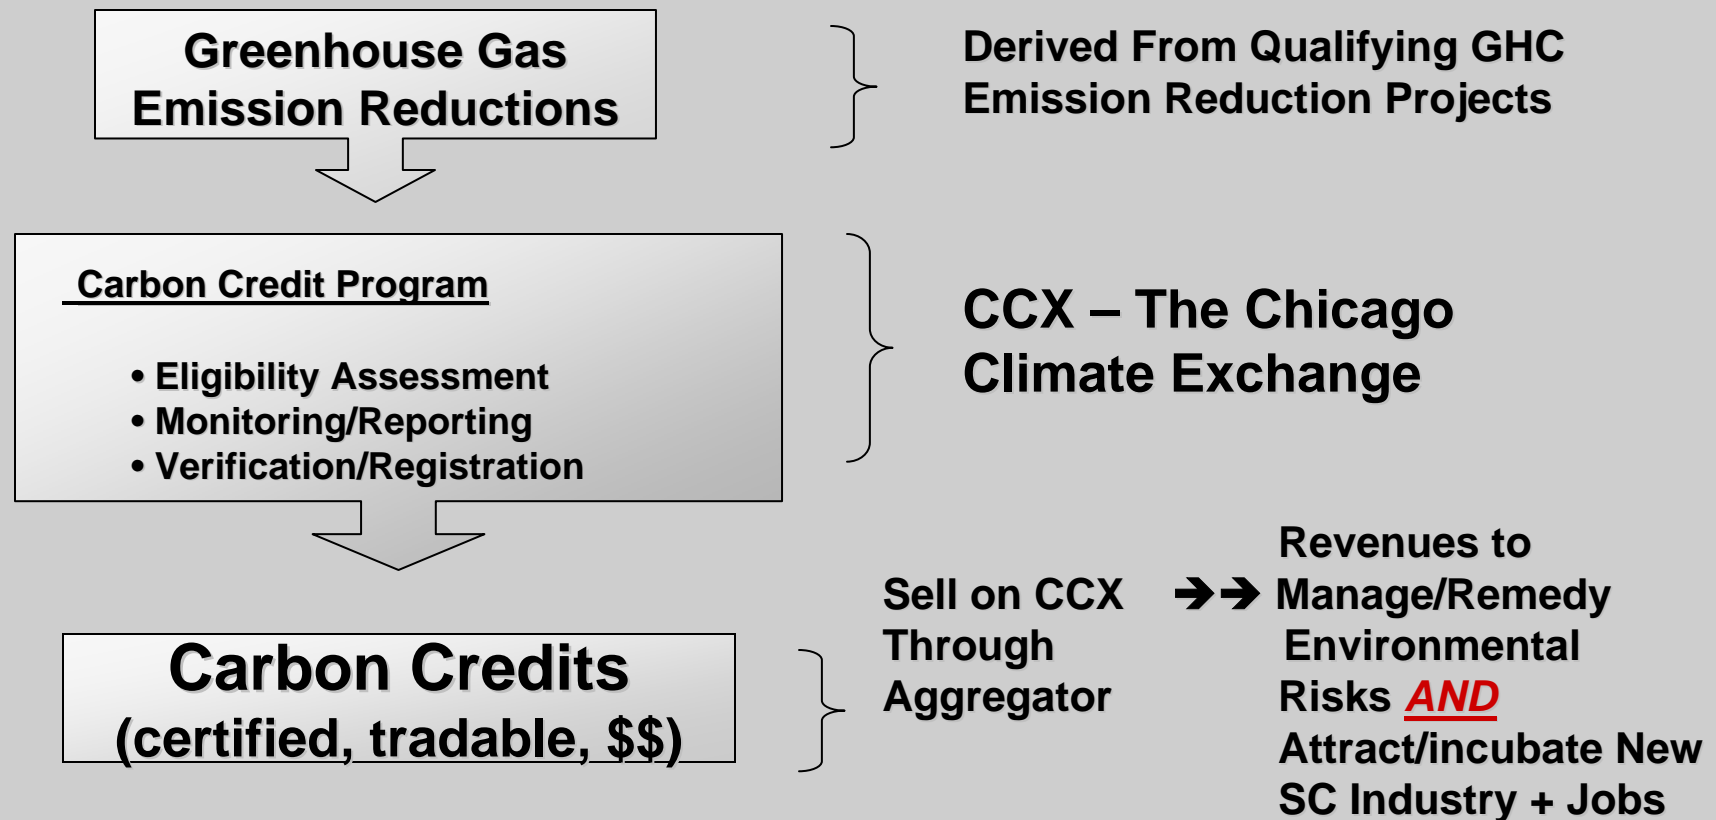 Greenhouse Gas
Emission Reductions
Derived From Qualifying GHC
Emission Reduction Projects
Carbon Credit Program
• Eligibility Assessment
• Monitoring/Reporting
• Verification/Registration
CCX – The Chicago
Climate Exchange
Carbon Credits
(certified, tradable, $$)
Sell on CCX
Through
Aggregator
➔➔
Revenues to
Manage/Remedy
Environmental
Risks AND
Attract/incubate New
SC Industry + Jobs